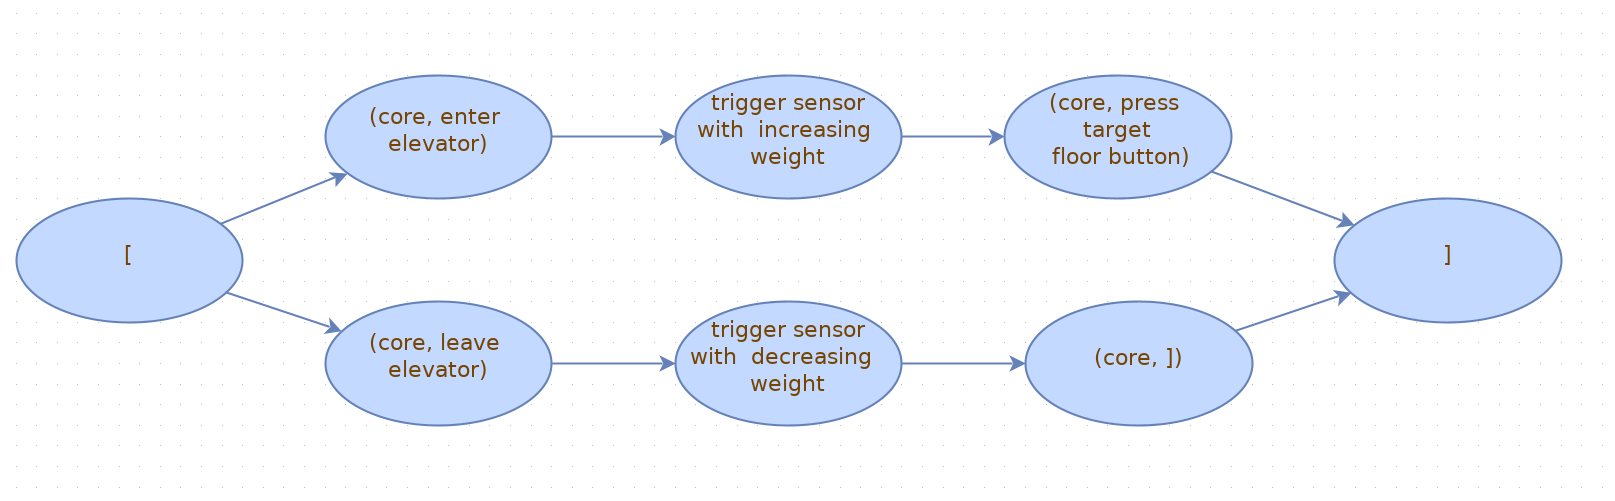 [
(core, enter
elevator)
trigger sensor
with  increasing
weight
(core, press
target
floor button)
(core, leave
elevator)
trigger sensor
with  decreasing
weight
(core, ])
]